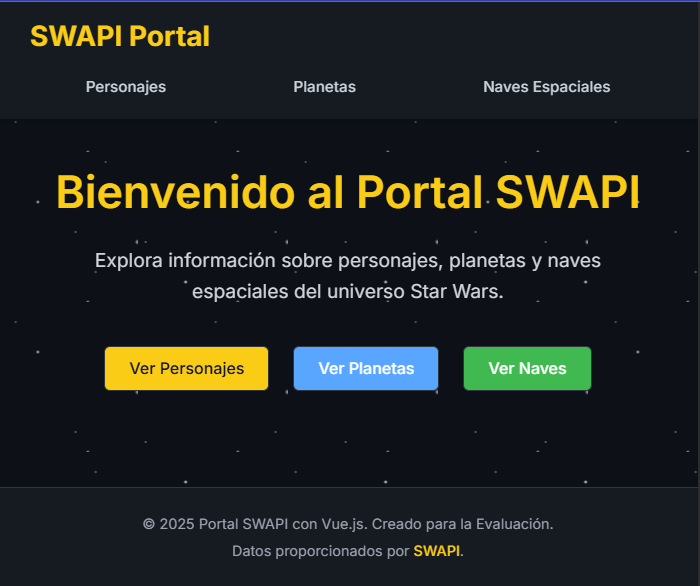 SWAPI Portal
Personajes Planetas Naves Espaciales
Bienvenido al Portal SWAPI
Explora información sobre personajes, planetas y naves
espaciales del universo Star Wars.
Ver Personajes Ver Planetas Ver Naves
© 2025 Portal SWAPI con Vue.js. Creado para la Evaluación.
Datos proporcionados por SWAPI.